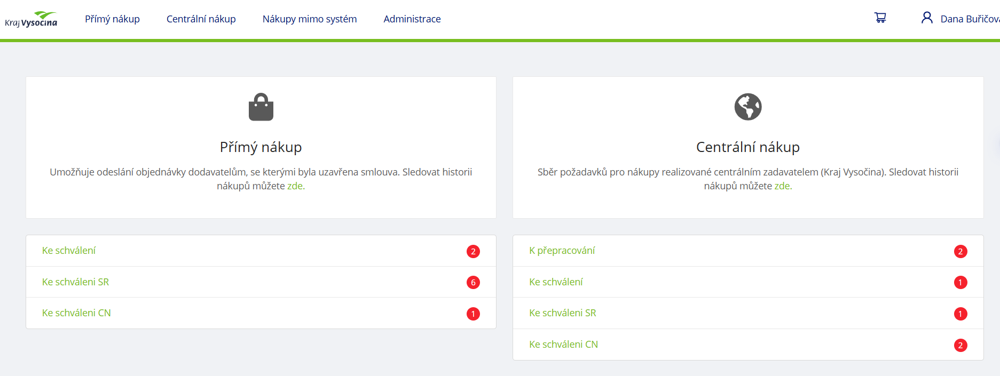 Kraj Vysočina
Přímý nákup
Centrální nákup
Nákupy mimo systém
Administrace
Dana Buřičová
Přímý nákup
Umožňuje odeslání objednávky dodavatelům, se kterými byla uzavřena smlouva. Sledovat historii
nákupů můžete zde.
Centrální nákup
Sběr požadavků pro nákupy realizované centrálním zadavatelem (Kraj Vysočina). Sledovat historii
nákupů můžete zde.
Ke schválení 2
Ke schváleni SR 6
Ke schváleni CN 1
K přepracování 2
Ke schválení 1
Ke schváleni SR 1
Ke schváleni CN 2